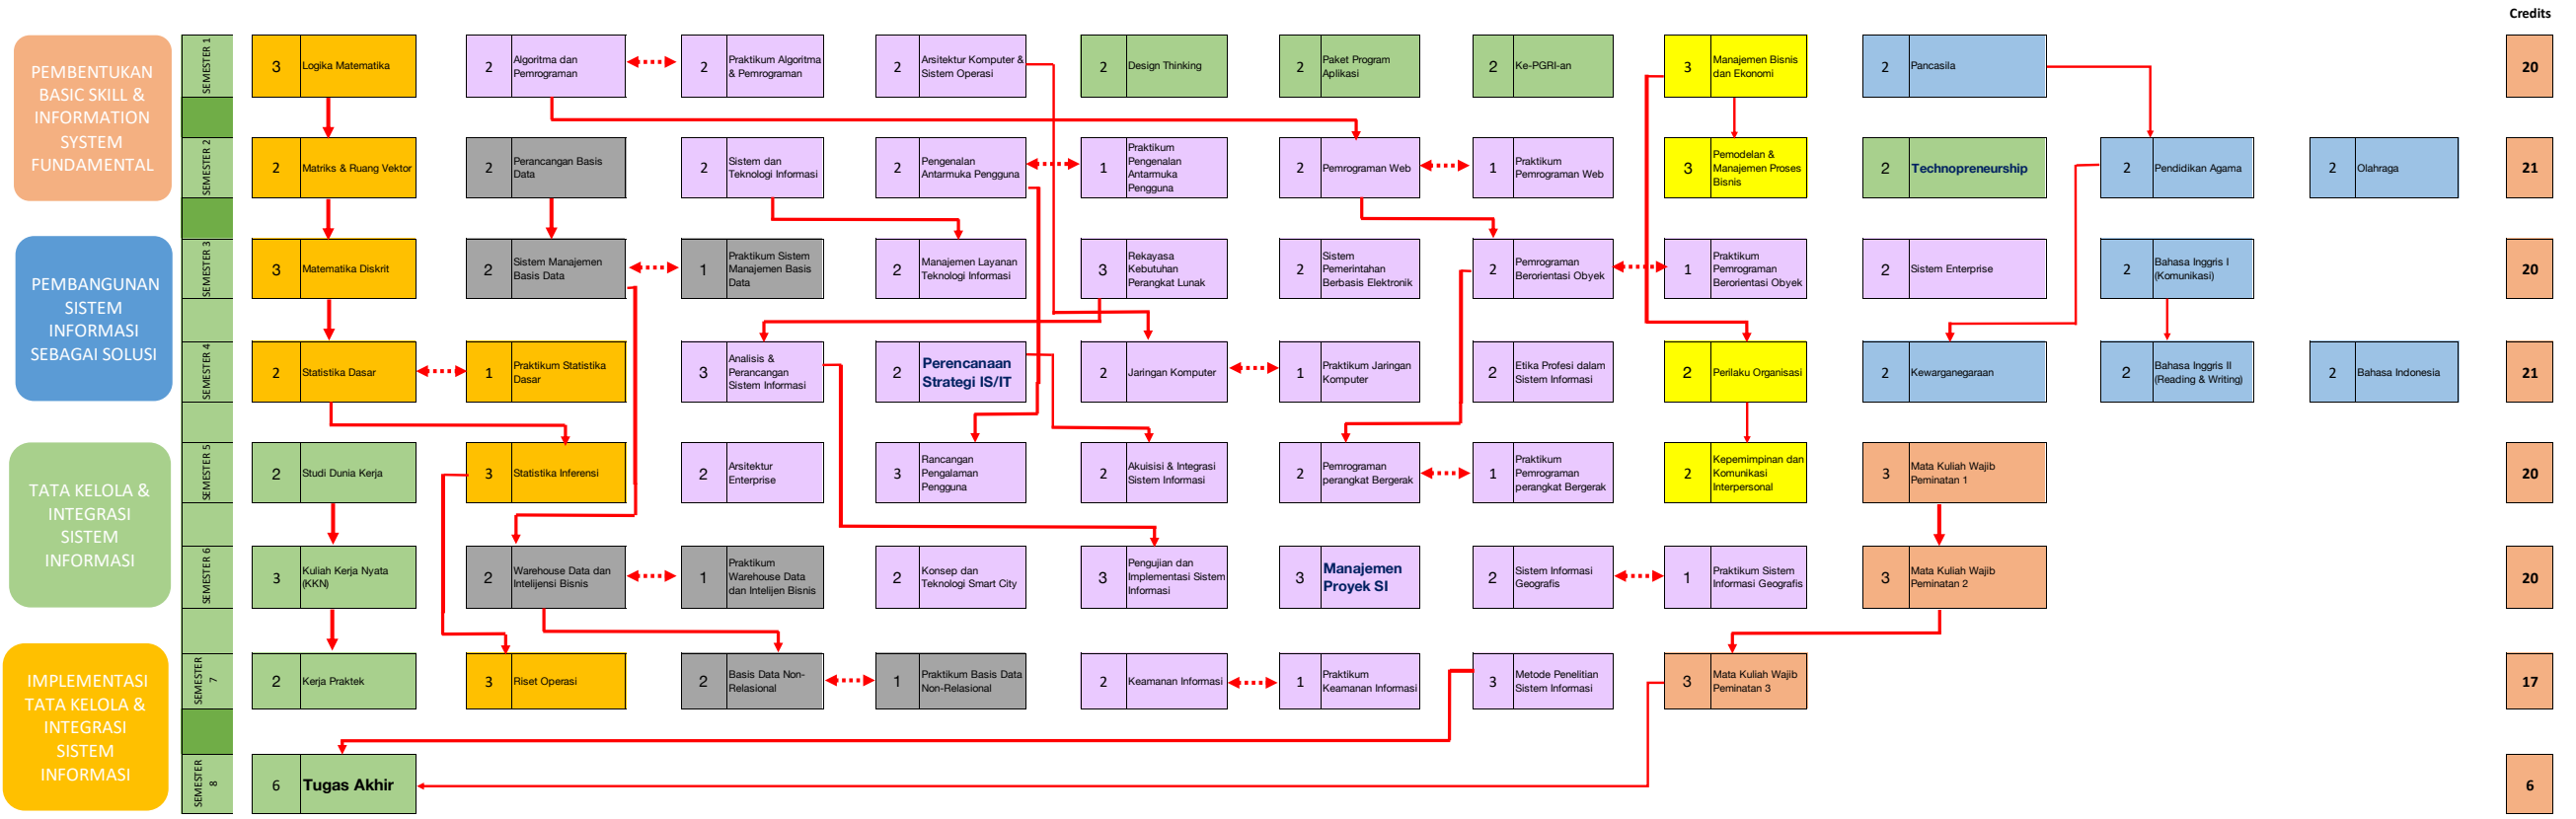 Credits
PEMBENTUKAN
BASIC SKILL &
INFORMATION
SYSTEM
FUNDAMENTAL
SEMESTER 1
3
Logika Matematika
2
Algoritma dan
Pemrograman
2
Praktikum Algoritma
& Pemrograman
2
Arsitektur Komputer &
Sistem Operasi
2
Design Thinking
2
Paket Program
Aplikasi
2
Ke-PGRI-an
3
Manajemen Bisnis
dan Ekonomi
2
Pancasila
20
SEMESTER 2
2
Matriks & Ruang Vektor
2
Perancangan Basis
Data
2
Sistem dan
Teknologi Informasi
2
Pengenalan
Antarmuka Pengguna
1
Praktikum
Pengenalan
Antarmuka
Pengguna
2
Pemrograman Web
1
Praktikum
Pemrograman Web
3
Pemodelan &
Manajemen Proses
Bisnis
2
Technopreneurship
2
Pendidikan Agama
2
Olahraga
21
PEMBANGUNAN
SISTEM
INFORMASI
SEBAGAI SOLUSI
SEMESTER 3
3
Matematika Diskrit
2
Sistem Manajemen
Basis Data
1
Praktikum Sistem
Manajemen Basis
Data
2
Manajemen Layanan
Teknologi Informasi
3
Rekayasa
Kebutuhan
Perangkat Lunak
2
Sistem
Pemerintahan
Berbasis Elektronik
2
Pemrograman
Berorientasi Obyek
1
Praktikum
Pemrograman
Berorientasi Obyek
2
Sistem Enterprise
2
Bahasa Inggris I
(Komunikasi)
20
SEMESTER 4
2
Statistika Dasar
1
Praktikum Statistika
Dasar
3
Analisis &
Perancangan
Sistem Informasi
2
Perencanaan
Strategi IS/IT
2
Jaringan Komputer
1
Praktikum Jaringan
Komputer
2
Etika Profesi dalam
Sistem Informasi
2
Perilaku Organisasi
2
Kewarganegaraan
2
Bahasa Inggris II
(Reading & Writing)
2
Bahasa Indonesia
21
TATA KELOLA &
INTEGRASI
SISTEM
INFORMASI
SEMESTER 5
2
Studi Dunia Kerja
3
Statistika Inferensi
2
Arsitektur
Enterprise
3
Rancangan
Pengalaman
Pengguna
2
Akuisisi & Integrasi
Sistem Informasi
2
Pemrograman
perangkat Bergerak
1
Praktikum
Pemrograman
perangkat Bergerak
2
Kepemimpinan dan
Komunikasi
Interpersonal
3
Mata Kuliah Wajib
Peminatan 1
20
SEMESTER 6
3
Kuliah Kerja Nyata
(KKN)
2
Warehouse Data dan
Intelijensi Bisnis
1
Praktikum
Warehouse Data
dan Intelijen Bisnis
2
Konsep dan
Teknologi Smart City
3
Pengujian dan
Implementasi Sistem
Informasi
3
Manajemen
Proyek SI
2
Sistem Informasi
Geografis
1
Praktikum Sistem
Informasi Geografis
3
Mata Kuliah Wajib
Peminatan 2
20
IMPLEMENTASI
TATA KELOLA &
INTEGRASI
SISTEM
INFORMASI
SEMESTER
7
2
Kerja Praktek
3
Riset Operasi
2
Basis Data Non-
Relasional
1
Praktikum Basis Data
Non-Relasional
2
Keamanan Informasi
1
Praktikum
Keamanan Informasi
3
Metode Penelitian
Sistem Informasi
3
Mata Kuliah Wajib
Peminatan 3
17
SEMESTER
8
6
Tugas Akhir
6